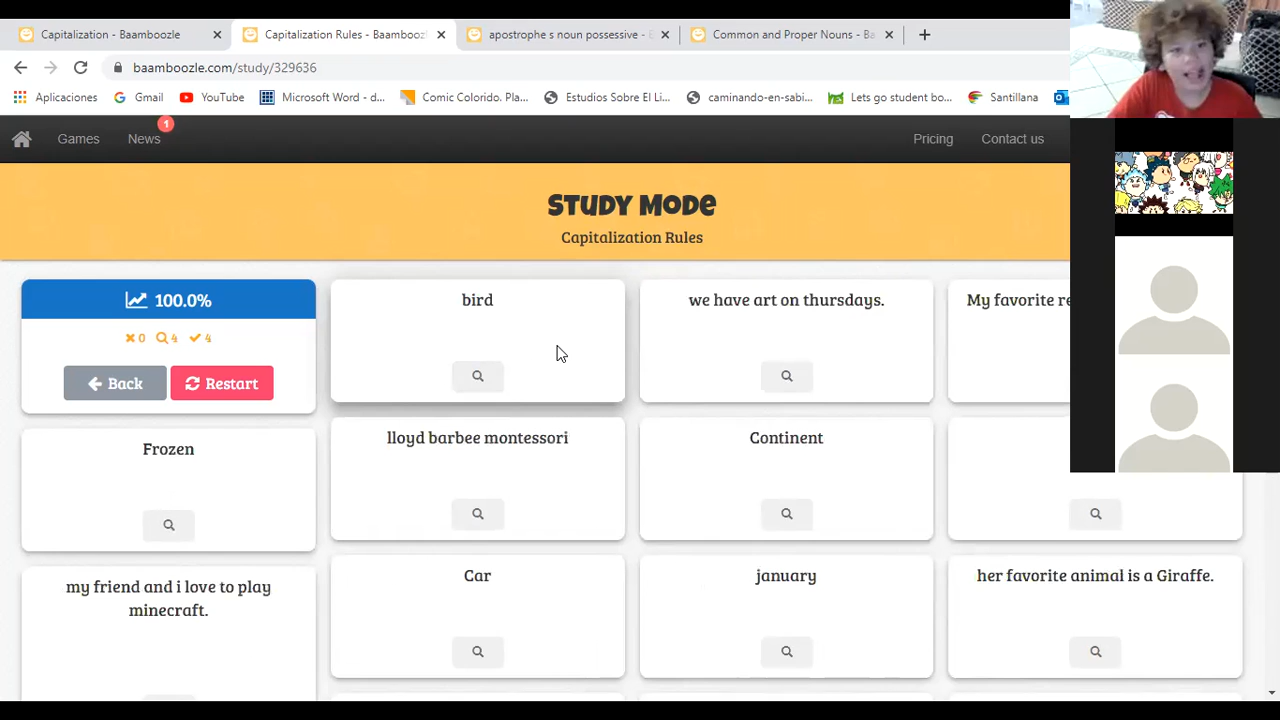 Capitalization - Baamboozle
Capitalization Rules - Baambooz
apostrophe s noun possessive -
Common and Proper Nouns - Ba
baamboozle.com/study/329636
Aplicaciones
Gmail
YouTube
Microsoft Word - d...
Comic Colorido. Pla...
Estudios Sobre El Li...
caminando-en-sabi...
Lets go student bo...
Santillana
Games
News
1
Pricing
Contact us
Study Mode
Capitalization Rules
100.0%
0 4 4
Back
Restart
bird
we have art on thursdays.
My favorite re
Frozen
lloyd barbee montessori
Continent
my friend and i love to play
minecraft.
Car
january
her favorite animal is a Giraffe.